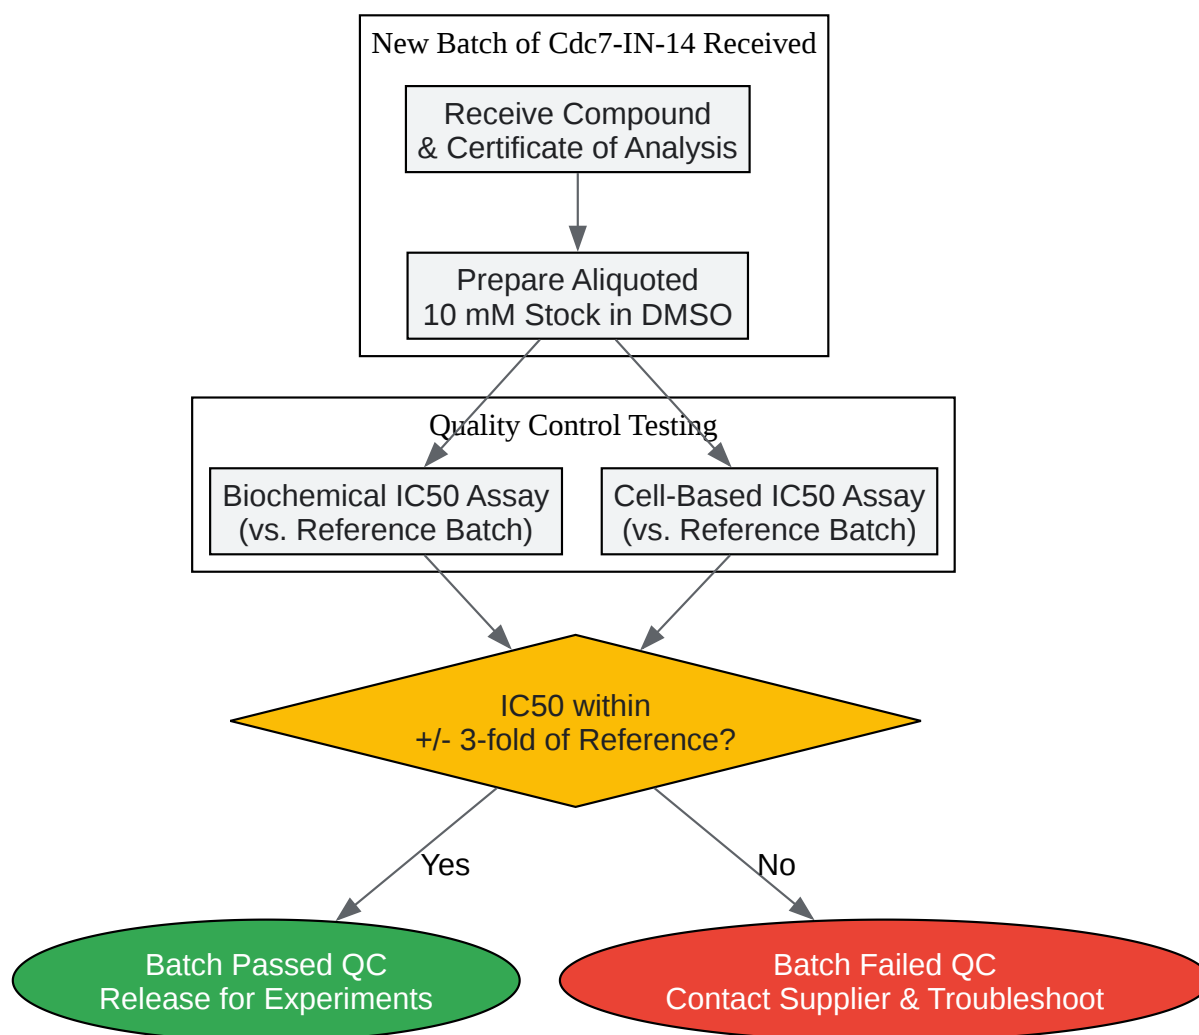 New Batch of Cdc7-IN-14 Received
Receive Compound
& Certificate of Analysis
Prepare Aliquoted
10 mM Stock in DMSO
Quality Control Testing
Biochemical IC50 Assay
(vs. Reference Batch)
Cell-Based IC50 Assay
(vs. Reference Batch)
IC50 within
+/- 3-fold of Reference?
Yes
No
Batch Passed QC
Release for Experiments
Batch Failed QC
Contact Supplier & Troubleshoot